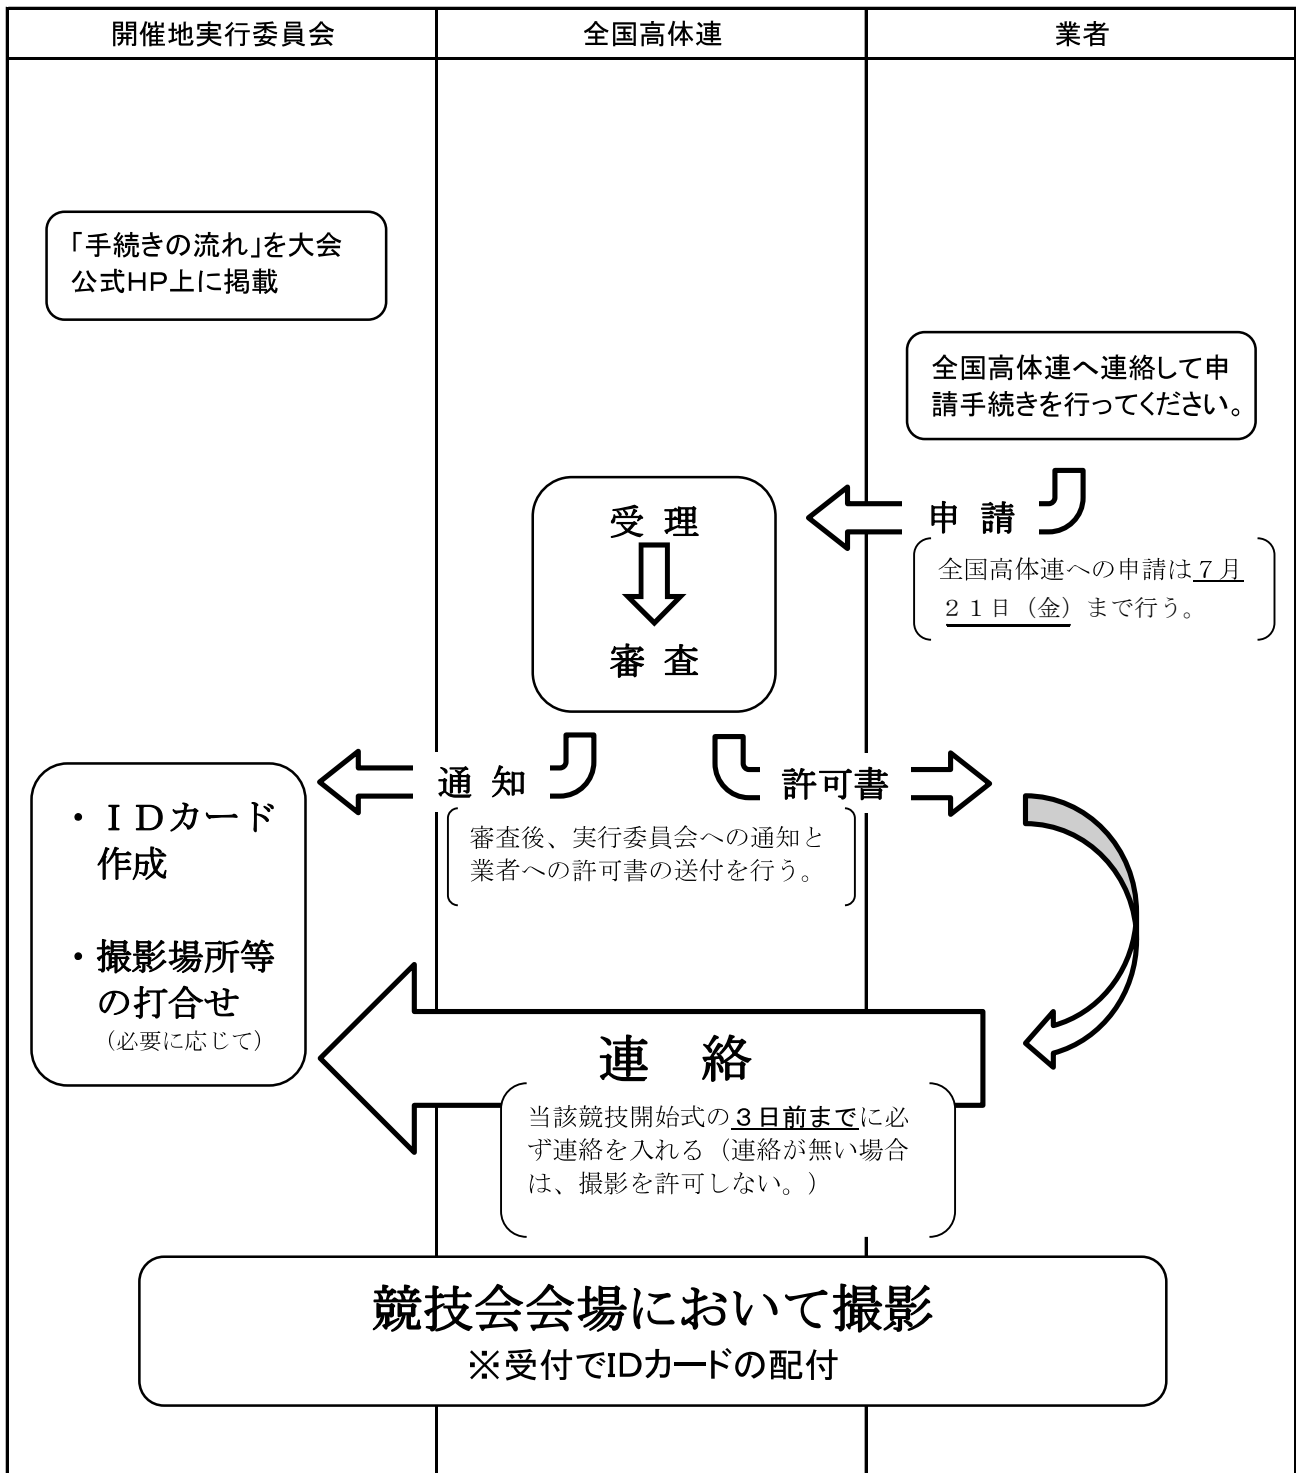 開催地実行委員会
全国高体連
業者
「手続きの流れ」を大会
公式HP上に掲載
全国高体連へ連絡して申
請手続きを行ってください。
申 請
全国高体連への申請は７月
２１日（金）まで行う。
受 理
審 査
通 知
許可書
審査後、実行委員会への通知と
業者への許可書の送付を行う。
・ＩＤカード
作成
・撮影場所等
の打合せ
（必要に応じて）
連 絡
当該競技開始式の３日前までに必
ず連絡を入れる（連絡が無い場合
は、撮影を許可しない。）
競技会会場において撮影
※受付でIDカードの配付